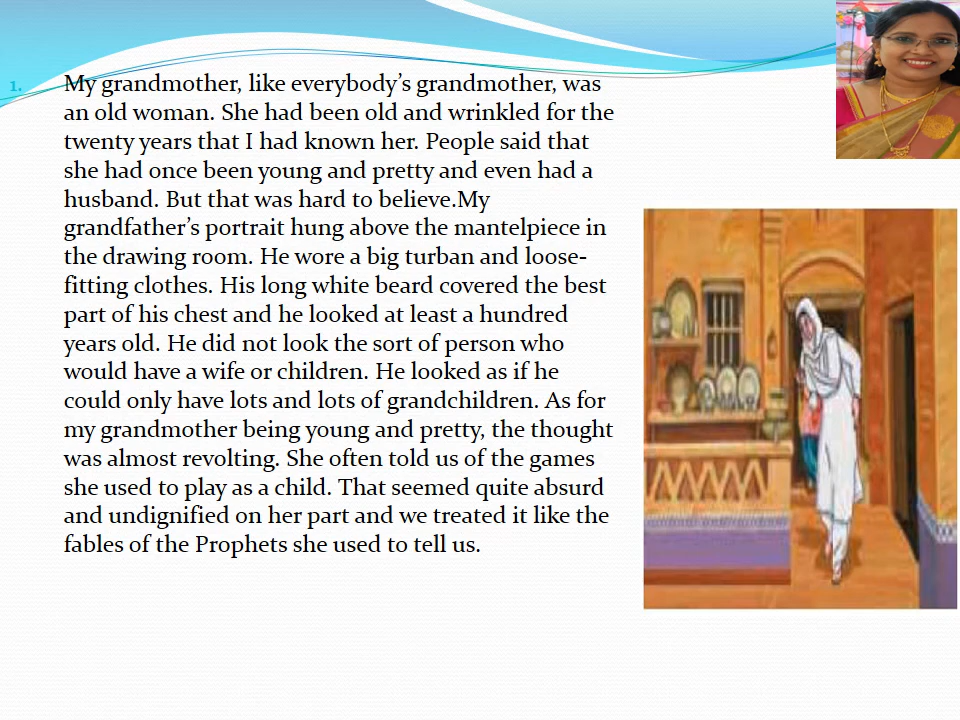 1. My grandmother, like everybody’s grandmother, was
an old woman. She had been old and wrinkled for the
twenty years that I had known her. People said that
she had once been young and pretty and even had a
husband. But that was hard to believe.My
grandfather’s portrait hung above the mantelpiece in
the drawing room. He wore a big turban and loose-
fitting clothes. His long white beard covered the best
part of his chest and he looked at least a hundred
years old. He did not look the sort of person who
would have a wife or children. He looked as if he
could only have lots and lots of grandchildren. As for
my grandmother being young and pretty, the thought
was almost revolting. She often told us of the games
she used to play as a child. That seemed quite absurd
and undignified on her part and we treated it like the
fables of the Prophets she used to tell us.